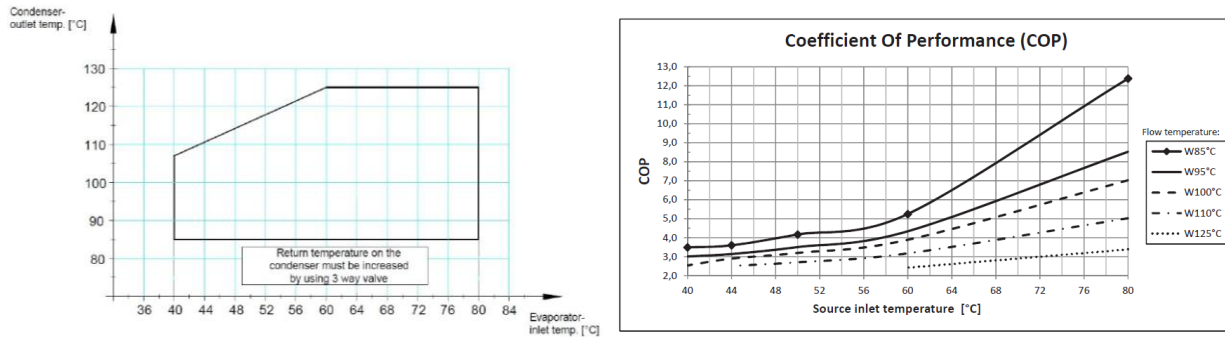 Condenser-
outlet temp. [°C]
130
120
110
100
90
80
Return temperature on the
condenser must be increased
by using 3 way valve
36 40 44 48 52 56 60 64 68 72 76 80 84
Evaporator-
inlet temp. [°C]
Coefficient Of Performance (COP)
13,0
12,0
11,0
10,0
9,0
8,0
7,0
6,0
5,0
4,0
3,0
2,0
COP
40 44 48 52 56 60 64 68 72 76 80
Source inlet temperature [°C]
Flow temperature:
W85°C
W95°C
W100°C
W110°C
W125°C